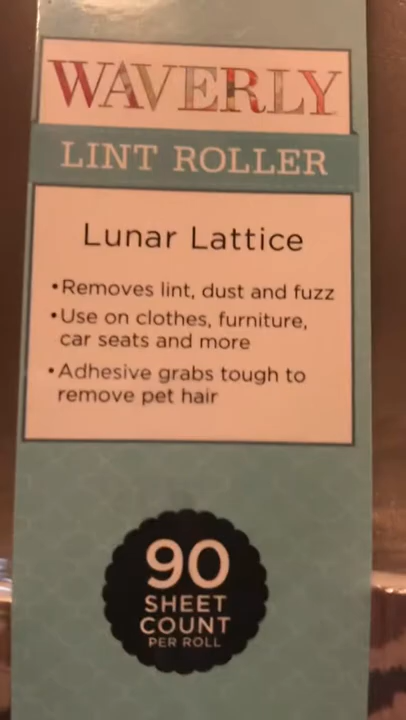 WAVERLY
LINT ROLLER
Lunar Lattice
•Removes lint, dust and fuzz
•Use on clothes, furniture,
car seats and more
•Adhesive grabs tough to
remove pet hair
90
SHEET
COUNT
PER ROLL